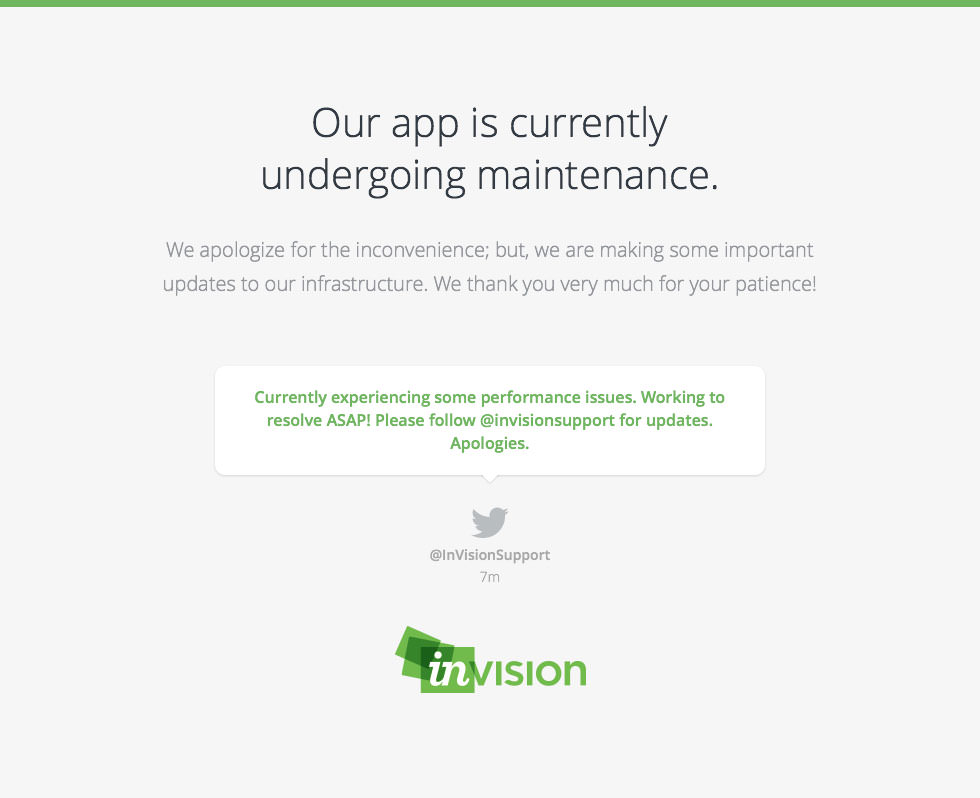 Our app is currently
undergoing maintenance.
We apologize for the inconvenience; but, we are making some important
updates to our infrastructure. We thank you very much for your patience!
Currently experiencing some performance issues. Working to
resolve ASAP! Please follow @invisionsupport for updates.
Apologies.
@InVisionSupport
7m
invision